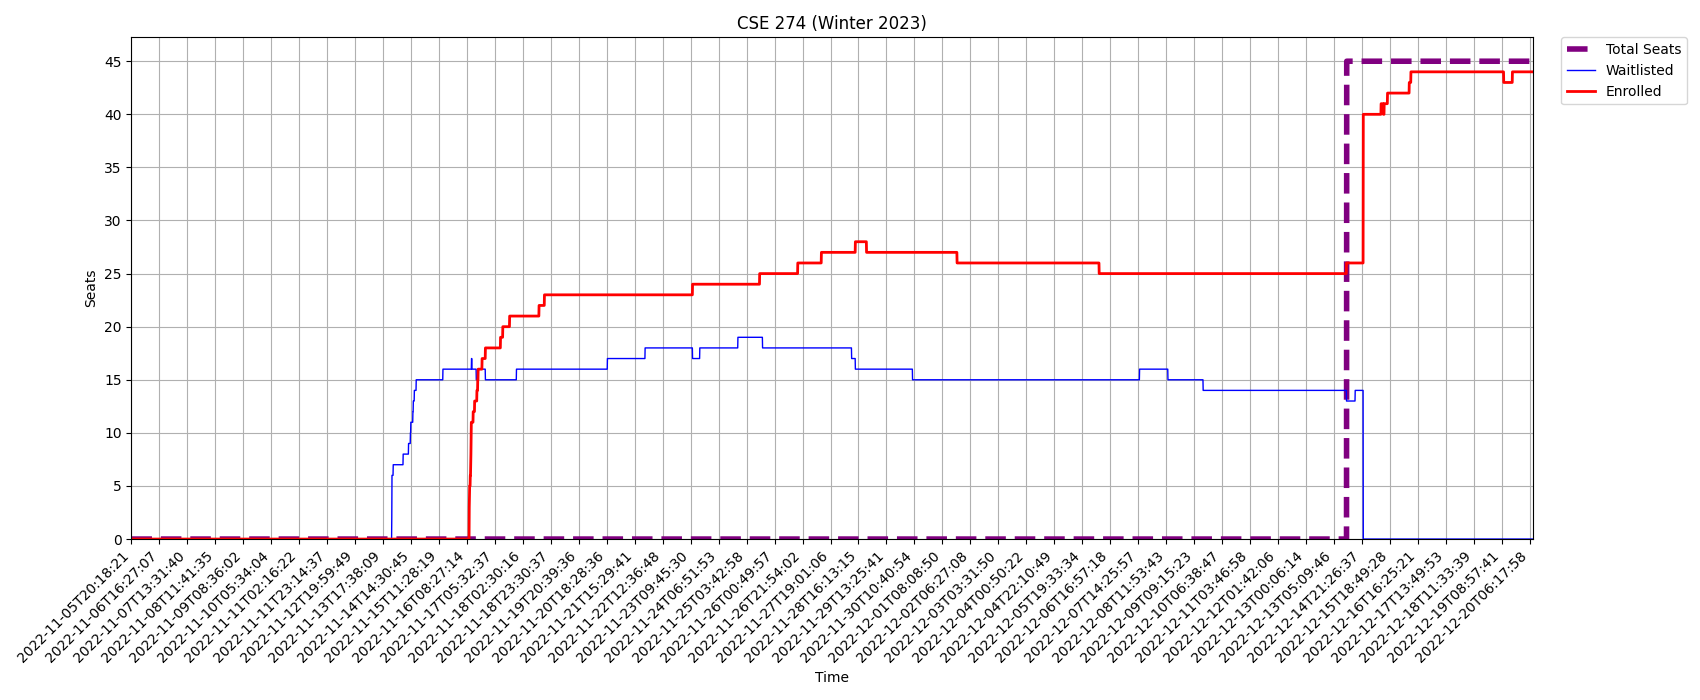 CSE 274 (Winter 2023)
Total Seats
Waitlisted
Enrolled
Seats
45
40
35
30
25
20
15
10
5
0
2022-11-05T20:18:21
2022-11-06T16:27:07
2022-11-07T13:31:40
2022-11-08T11:41:35
2022-11-09T08:36:02
2022-11-10T05:34:04
2022-11-11T02:16:22
2022-11-11T23:14:37
2022-11-12T19:59:49
2022-11-13T17:38:09
2022-11-14T14:30:45
2022-11-15T11:28:19
2022-11-16T08:27:14
2022-11-17T05:32:37
2022-11-18T02:30:16
2022-11-18T23:30:37
2022-11-19T20:39:36
2022-11-20T18:28:36
2022-11-21T15:29:41
2022-11-22T12:36:48
2022-11-23T09:45:30
2022-11-24T06:51:53
2022-11-25T03:42:58
2022-11-26T00:49:57
2022-11-26T21:54:02
2022-11-27T19:01:06
2022-11-28T16:13:15
2022-11-29T13:25:41
2022-11-30T10:40:54
2022-12-01T08:08:50
2022-12-02T06:27:08
2022-12-03T03:31:50
2022-12-04T00:50:22
2022-12-04T22:10:49
2022-12-05T19:33:34
2022-12-06T16:57:18
2022-12-07T14:25:57
2022-12-08T11:53:43
2022-12-09T09:15:23
2022-12-10T06:38:47
2022-12-11T03:46:58
2022-12-12T01:42:06
2022-12-13T00:06:14
2022-12-13T05:09:46
2022-12-14T21:26:37
2022-12-15T18:49:28
2022-12-16T16:25:21
2022-12-17T13:49:53
2022-12-18T11:33:39
2022-12-19T08:57:41
2022-12-20T06:17:58
Time